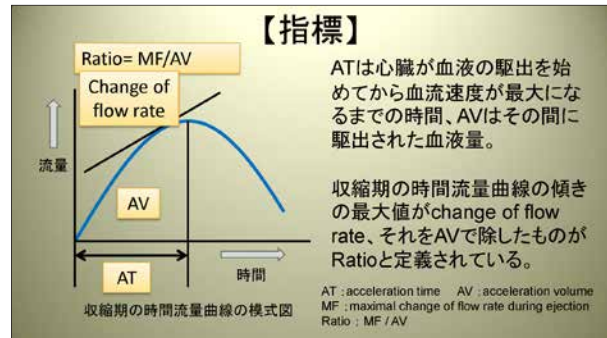 【指標】
Ratio= MF/AV
Change of
flow rate
流量
AV
AT
時間
収縮期の時間流量曲線の模式図
ATは心臓が血液の駆出を始
めてから血流速度が最大にな
るまでの時間、AVはその間に
駆出された血液量。
収縮期の時間流量曲線の傾き
の最大値がchange of flow
rate、それをAVで除したものが
Ratioと定義されている。
AT：acceleration time　AV：acceleration volume
MF：maximal change of flow rate during ejection
Ratio：MF / AV